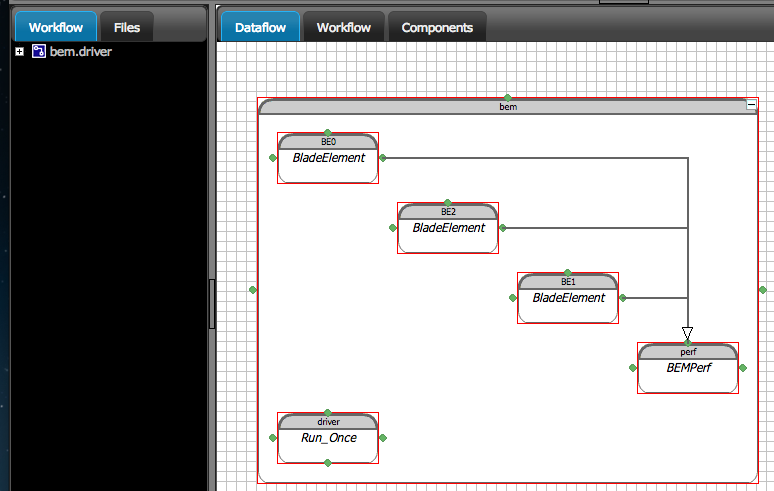 Workflow
Files
Dataflow
Workflow
Components
bem.driver
bem
BE0
BladeElement
BE2
BladeElement
BE1
BladeElement
perf
BEMPerf
driver
Run_Once